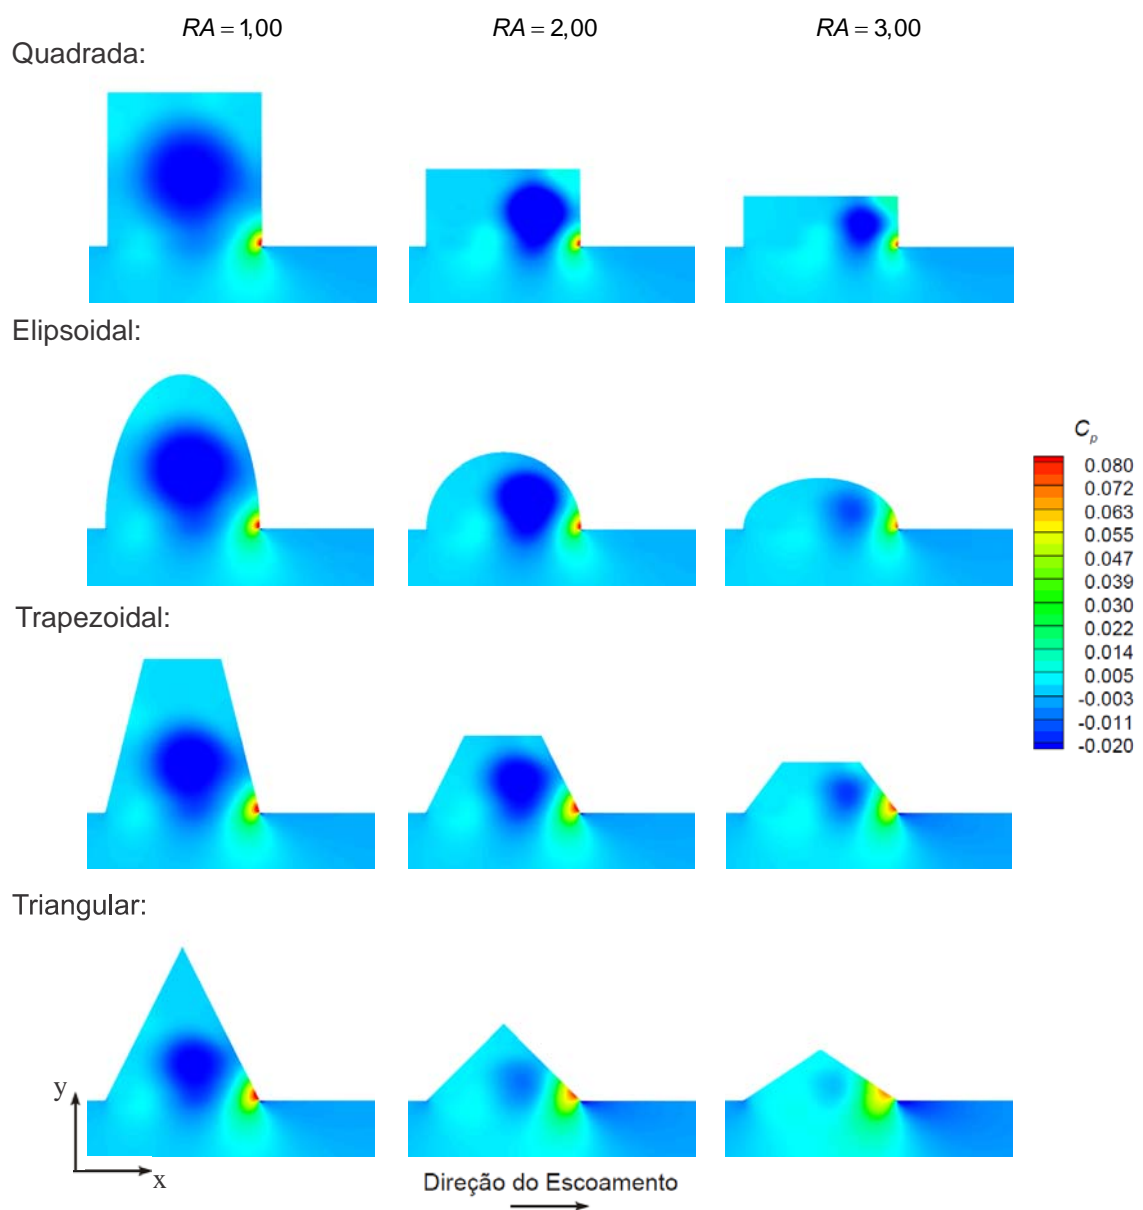 RA = 1,00 RA = 2,00 RA = 3,00
Quadrada:
Elipsoidal:
Cp
0.080
0.072
0.063
0.055
0.047
0.039
0.030
0.022
0.014
0.005
-0.003
-0.011
-0.020
Trapezoidal:
Triangular:
y
x
Direção do Escoamento